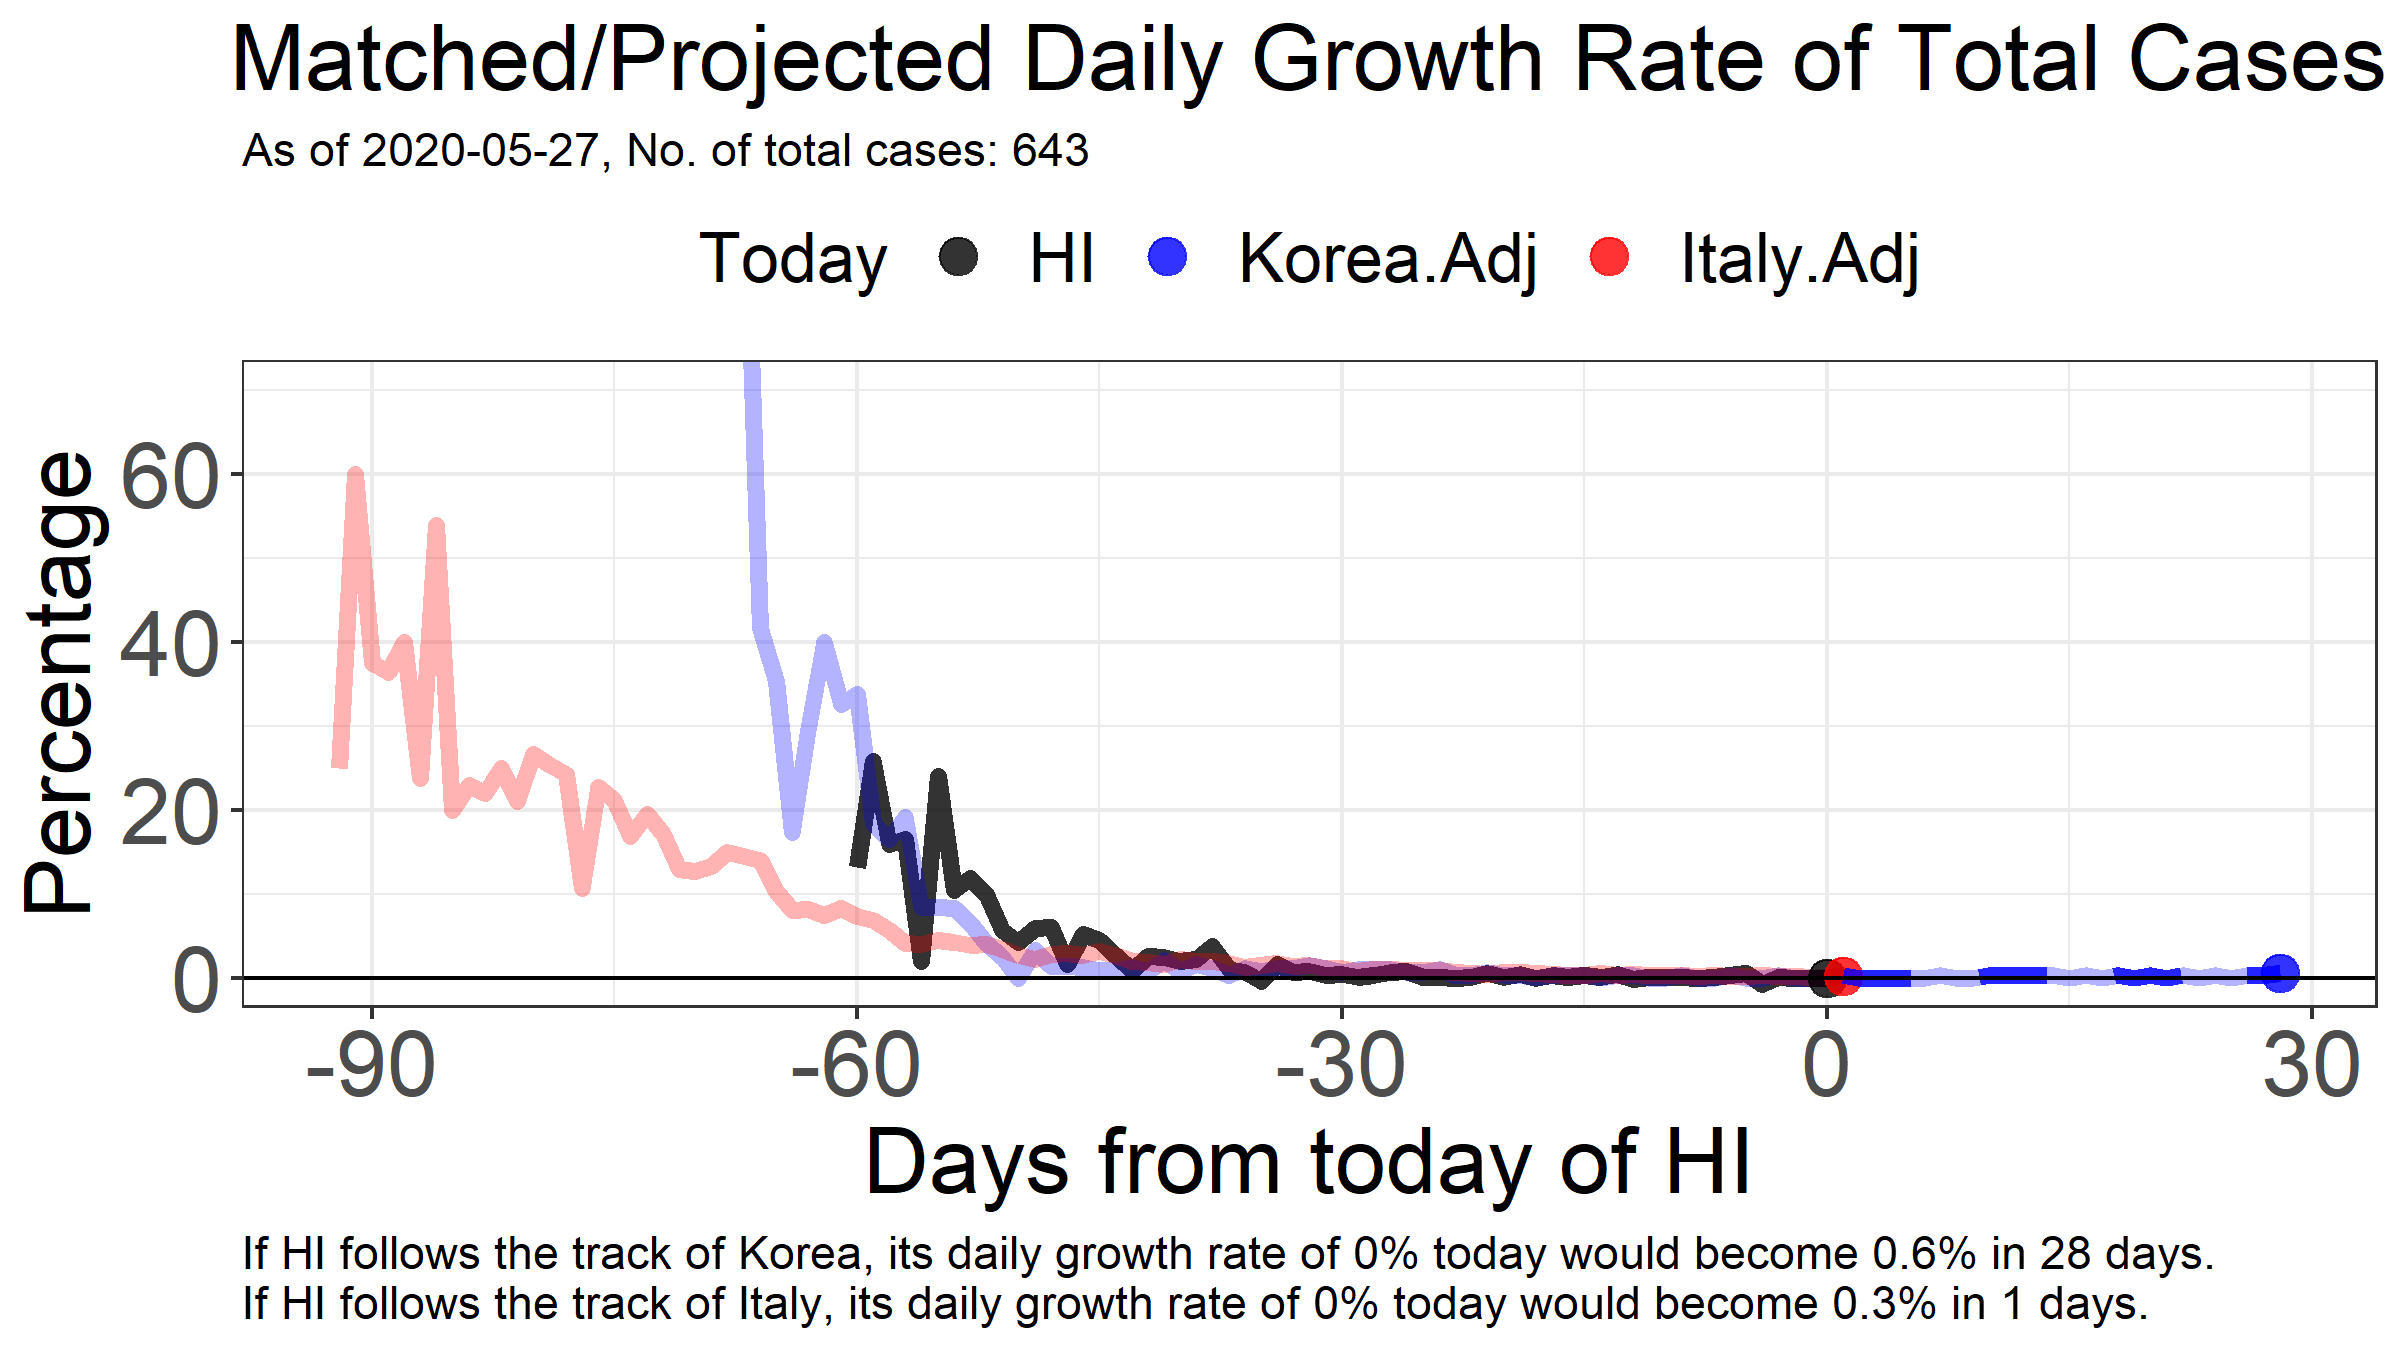 Matched/Projected Daily Growth Rate of Total Cases
As of 2020-05-27, No. of total cases: 643
Today HI Korea.Adj Italy.Adj
Percentage
60
40
20
0
-90 -60 -30 0 30
Days from today of HI
If HI follows the track of Korea, its daily growth rate of 0% today would become 0.6% in 28 days.
If HI follows the track of Italy, its daily growth rate of 0% today would become 0.3% in 1 days.